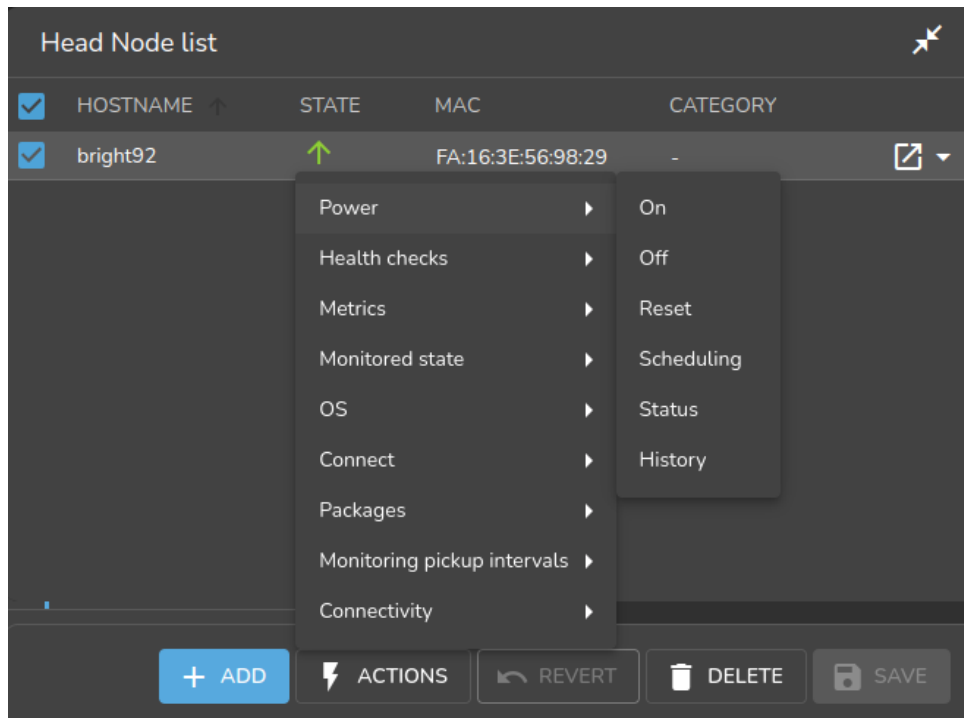 Head Node list
HOSTNAME STATE MAC CATEGORY
bright92 FA:16:3E:56:98:29 -
Power
Health checks
Metrics
Monitored state
OS
Connect
Packages
Monitoring pickup intervals
Connectivity
On
Off
Reset
Scheduling
Status
History
ADD ACTIONS REVERT DELETE SAVE